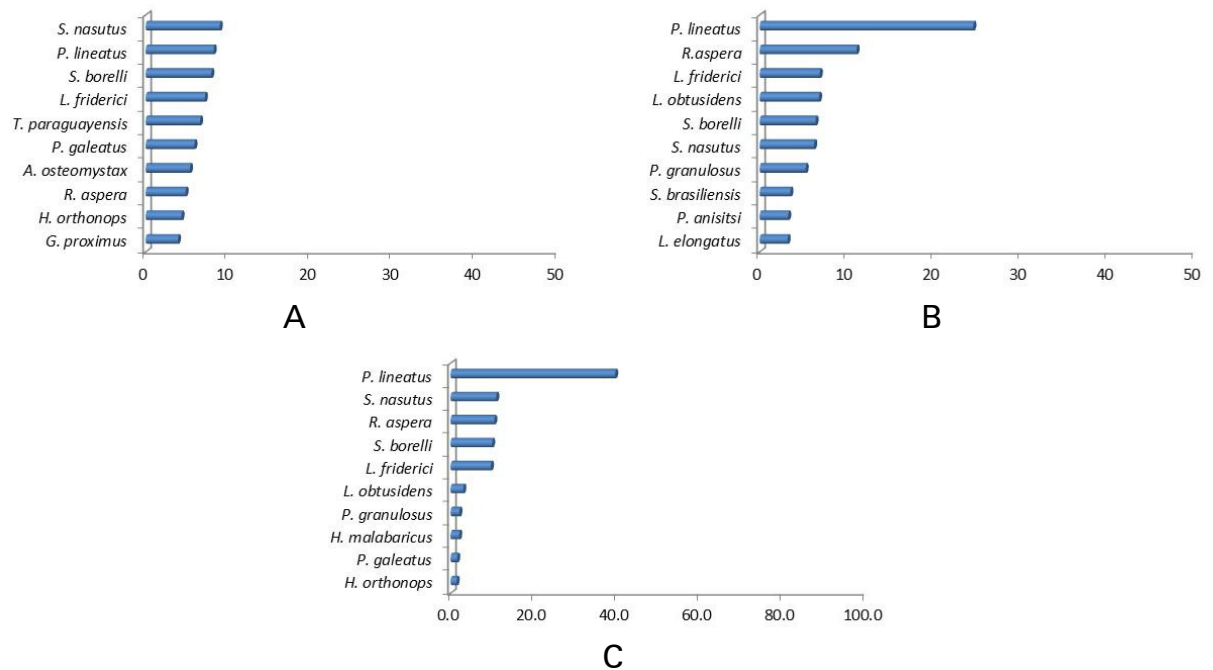 S. nasutus
P. lineatus
S. borelli
L. friderici
T. paraguayensis
P. galeatus
A. osteomystax
R. aspera
H. orthonops
G. proximus
0 10 20 30 40 50
A
P. lineatus
R.aspera
L. friderici
L. obtusidens
S. borelli
S. nasutus
P. granulosus
S. brasiliensis
P. anisitsi
L. elongatus
0 10 20 30 40 50
B
P. lineatus
S. nasutus
R. aspera
S. borelli
L. friderici
L. obtusidens
P. granulosus
H. malabaricus
P. galeatus
H. orthonops
0.0 20.0 40.0 60.0 80.0 100.0
C